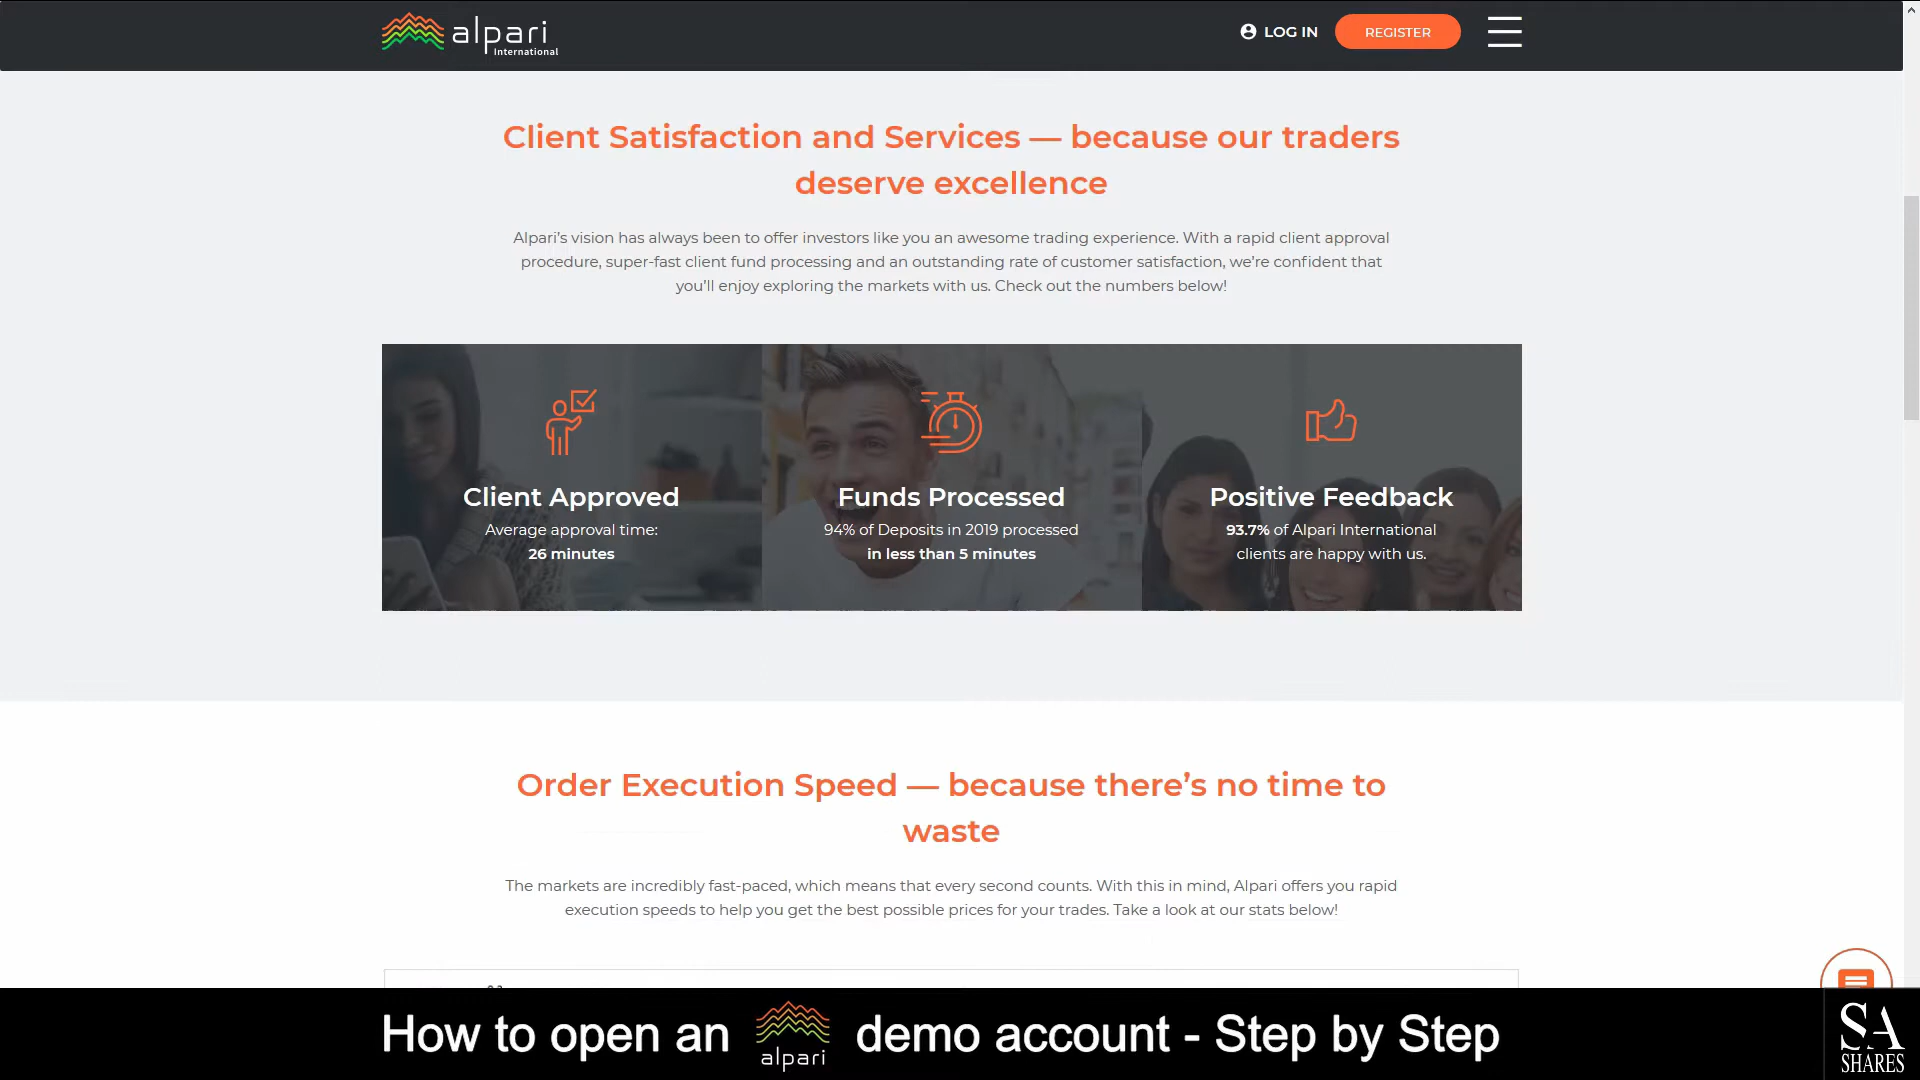 alpari
International
LOG IN
REGISTER
Client Satisfaction and Services — because our traders
deserve excellence
Alpari’s vision has always been to offer investors like you an awesome trading experience. With a rapid client approval
procedure, super-fast client fund processing and an outstanding rate of customer satisfaction, we’re confident that
you’ll enjoy exploring the markets with us. Check out the numbers below!
Client Approved
Average approval time:
26 minutes
Funds Processed
94% of Deposits in 2019 processed
in less than 5 minutes
Positive Feedback
93.7% of Alpari International
clients are happy with us.
Order Execution Speed — because there’s no time to
waste
The markets are incredibly fast-paced, which means that every second counts. With this in mind, Alpari offers you rapid
execution speeds to help you get the best possible prices for your trades. Take a look at our stats below!
How to open an alpari demo account - Step by Step
SA
SHARES